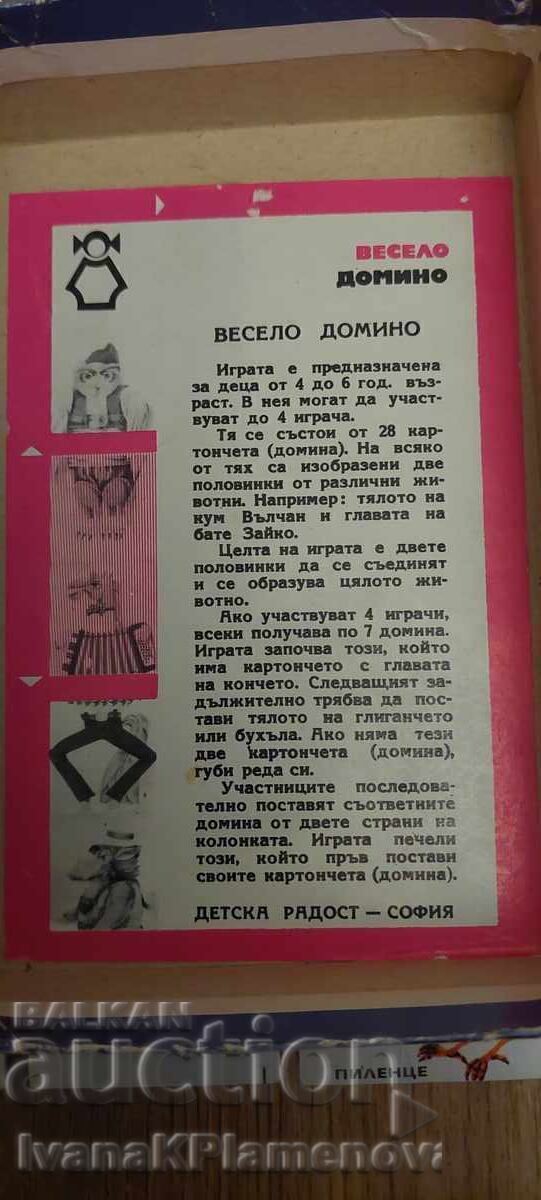 ВЕСЕЛО
ДОМИНО
ВЕСЕЛО ДОМИНО
Играта е предназначена
за деца от 4 до 6 год. въз-
раст. В нея могат да участ-
вуват до 4 играча.
Тя се състои от 28 кар-
тончета (домина). На всяко
от тях са изобразени две
половинки от различни жи-
вотни. Например: тялото на
кум Вълчан и главата на
бате Зайко.
Целта на играта е двете
половинки да се съединят
и се образува цялото жи-
вотно.
Ако участвуват 4 играчи,
всеки получава по 7 домина.
Играта започва този, който
има картончето с главата
на кончето. Следващият за-
дължително трябва да пос-
тави тялото на глиганчето
или бухъла. Ако няма тези
две картончета (домина),
губи реда си.
Участниците последова-
телно поставят съответните
домина от двете страни на
колонката. Играта печели
този, който пръв постави
своите картончета (домина).
ДЕТСКА РАДОСТ — СОФИЯ
ПИЛЕНЦЕ
BALKAN
auction
IvanaKPlamenova